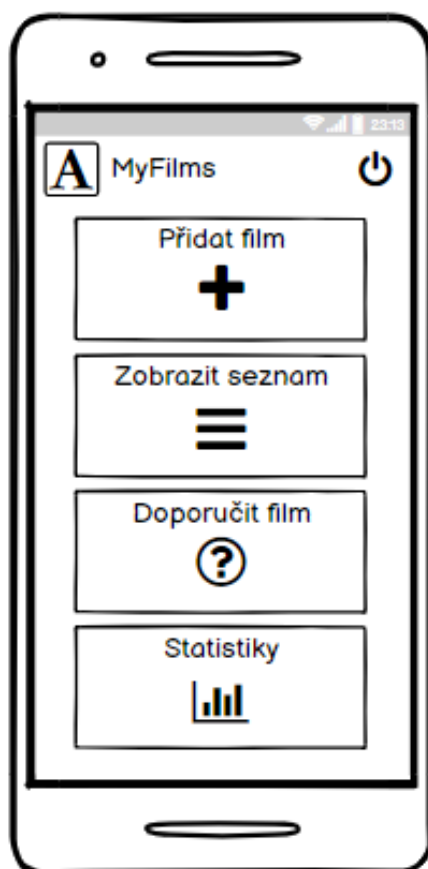 23:13
A MyFilms
Přidat film
Zobrazit seznam
Doporučit film
?
Statistiky